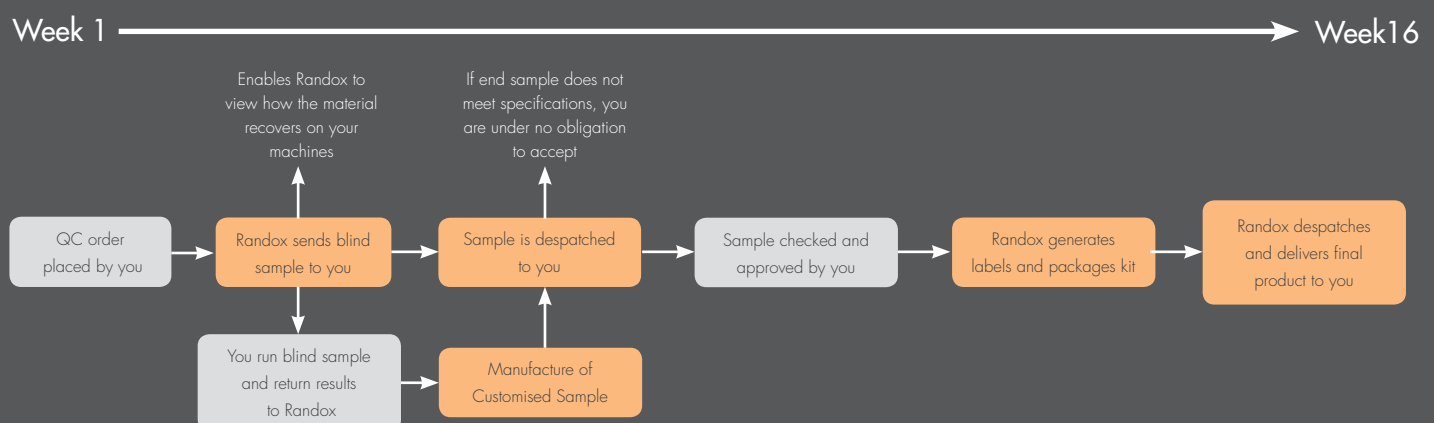 Week 1
Week16
Enables Randox to
view how the material
recovers on your
machines
If end sample does not
meet specifications, you
are under no obligation
to accept
QC order
placed by you
Randox sends blind
sample to you
Sample is despatched
to you
Sample checked and
approved by you
Randox generates
labels and packages kit
Randox despatches
and delivers final
product to you
You run blind sample
and return results
to Randox
Manufacture of
Customised Sample